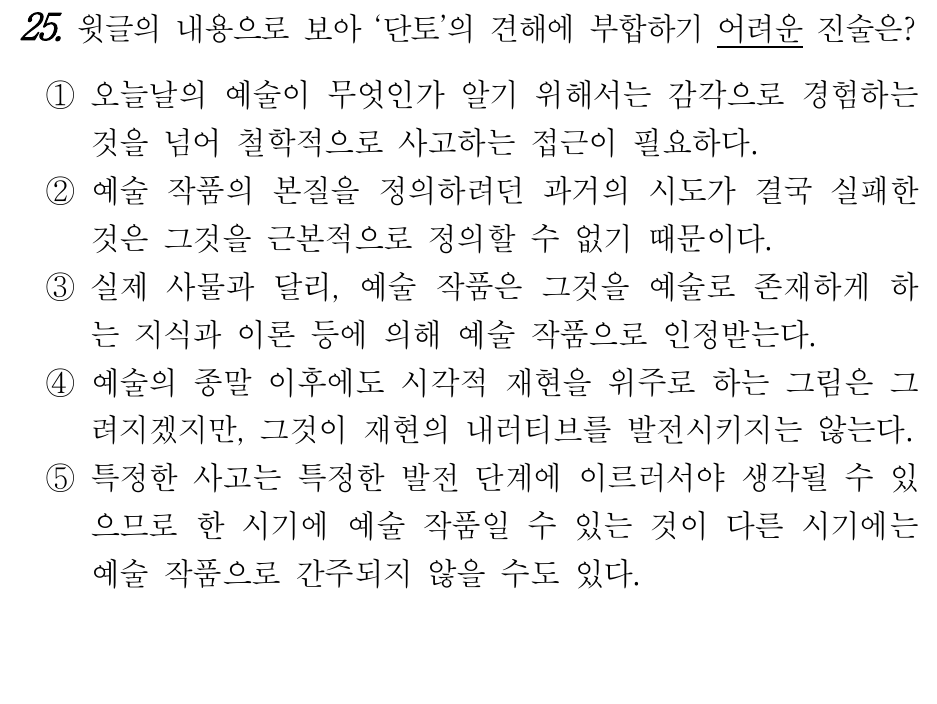 25. 윗글의 내용으로 보아 ‘단토’의 견해에 부합하기 어려운 진술은?
① 오늘날의 예술이 무엇인가 알기 위해서는 감각으로 경험하는
것을 넘어 철학적으로 사고하는 접근이 필요하다.
② 예술 작품의 본질을 정의하려던 과거의 시도가 결국 실패한
것은 그것을 근본적으로 정의할 수 없기 때문이다.
③ 실제 사물과 달리, 예술 작품은 그것을 예술로 존재하게 하
는 지식과 이론 등에 의해 예술 작품으로 인정받는다.
④ 예술의 종말 이후에도 시각적 재현을 위주로 하는 그림은 그
려지겠지만, 그것이 재현의 내러티브를 발전시키지는 않는다.
⑤ 특정한 사고는 특정한 발전 단계에 이르러서야 생각될 수 있
으므로 한 시기에 예술 작품일 수 있는 것이 다른 시기에는
예술 작품으로 간주되지 않을 수도 있다.